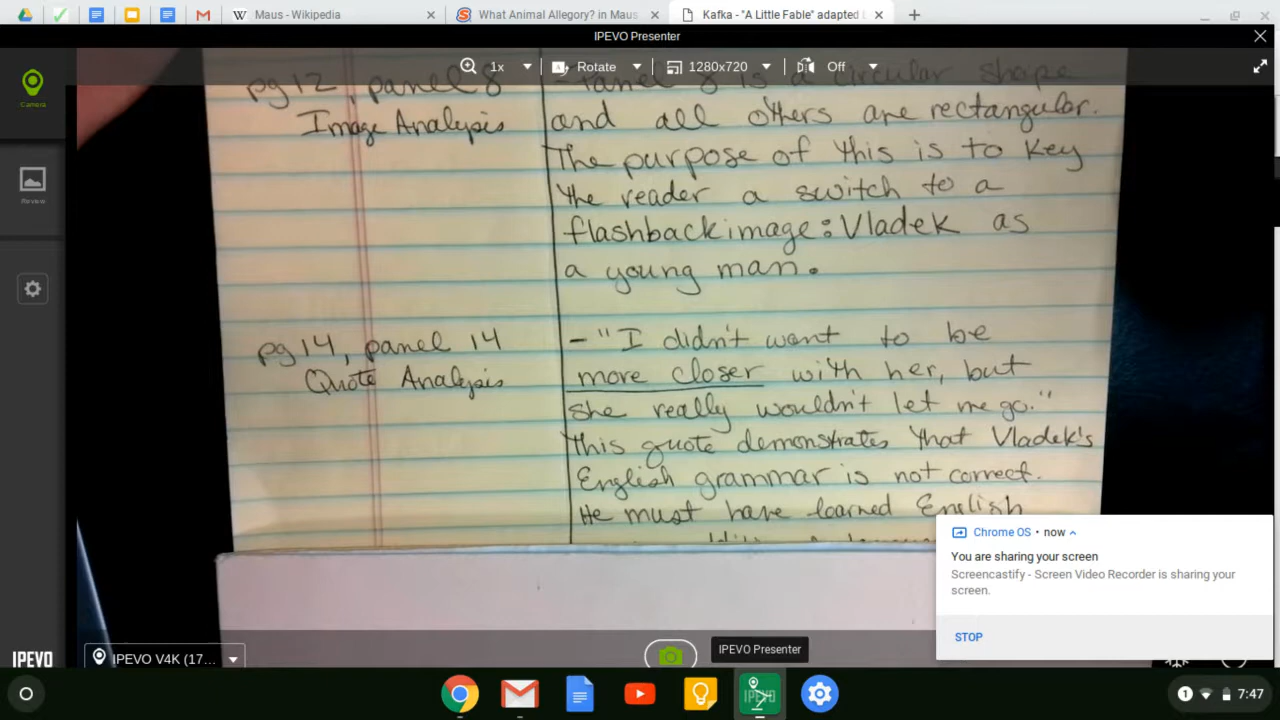 Maus - Wikipedia
What Animal Allegory? in Maus
Kafka - "A Little Fable" adapted
IPEVO Presenter
Camera
1x
Rotate
1280x720
Off
Review
pg 12, panel 8
Image Analysis
- Panel 8 is a circular shape
and all others are rectangular.
The purpose of this is to key
the reader a switch to a
flashback image: Vladek as
a young man.
pg 14, panel 14
Quote Analysis
- "I didn't want to be
more closer with her, but
she really wouldn't let me go."
This quote demonstrates that Vladek's
English grammar is not correct.
He must have learned English
Chrome OS • now
You are sharing your screen
Screencastify - Screen Video Recorder is sharing your
screen.
STOP
IPEVO
IPEVO V4K (17...
IPEVO Presenter
IPEVO
1
7:47